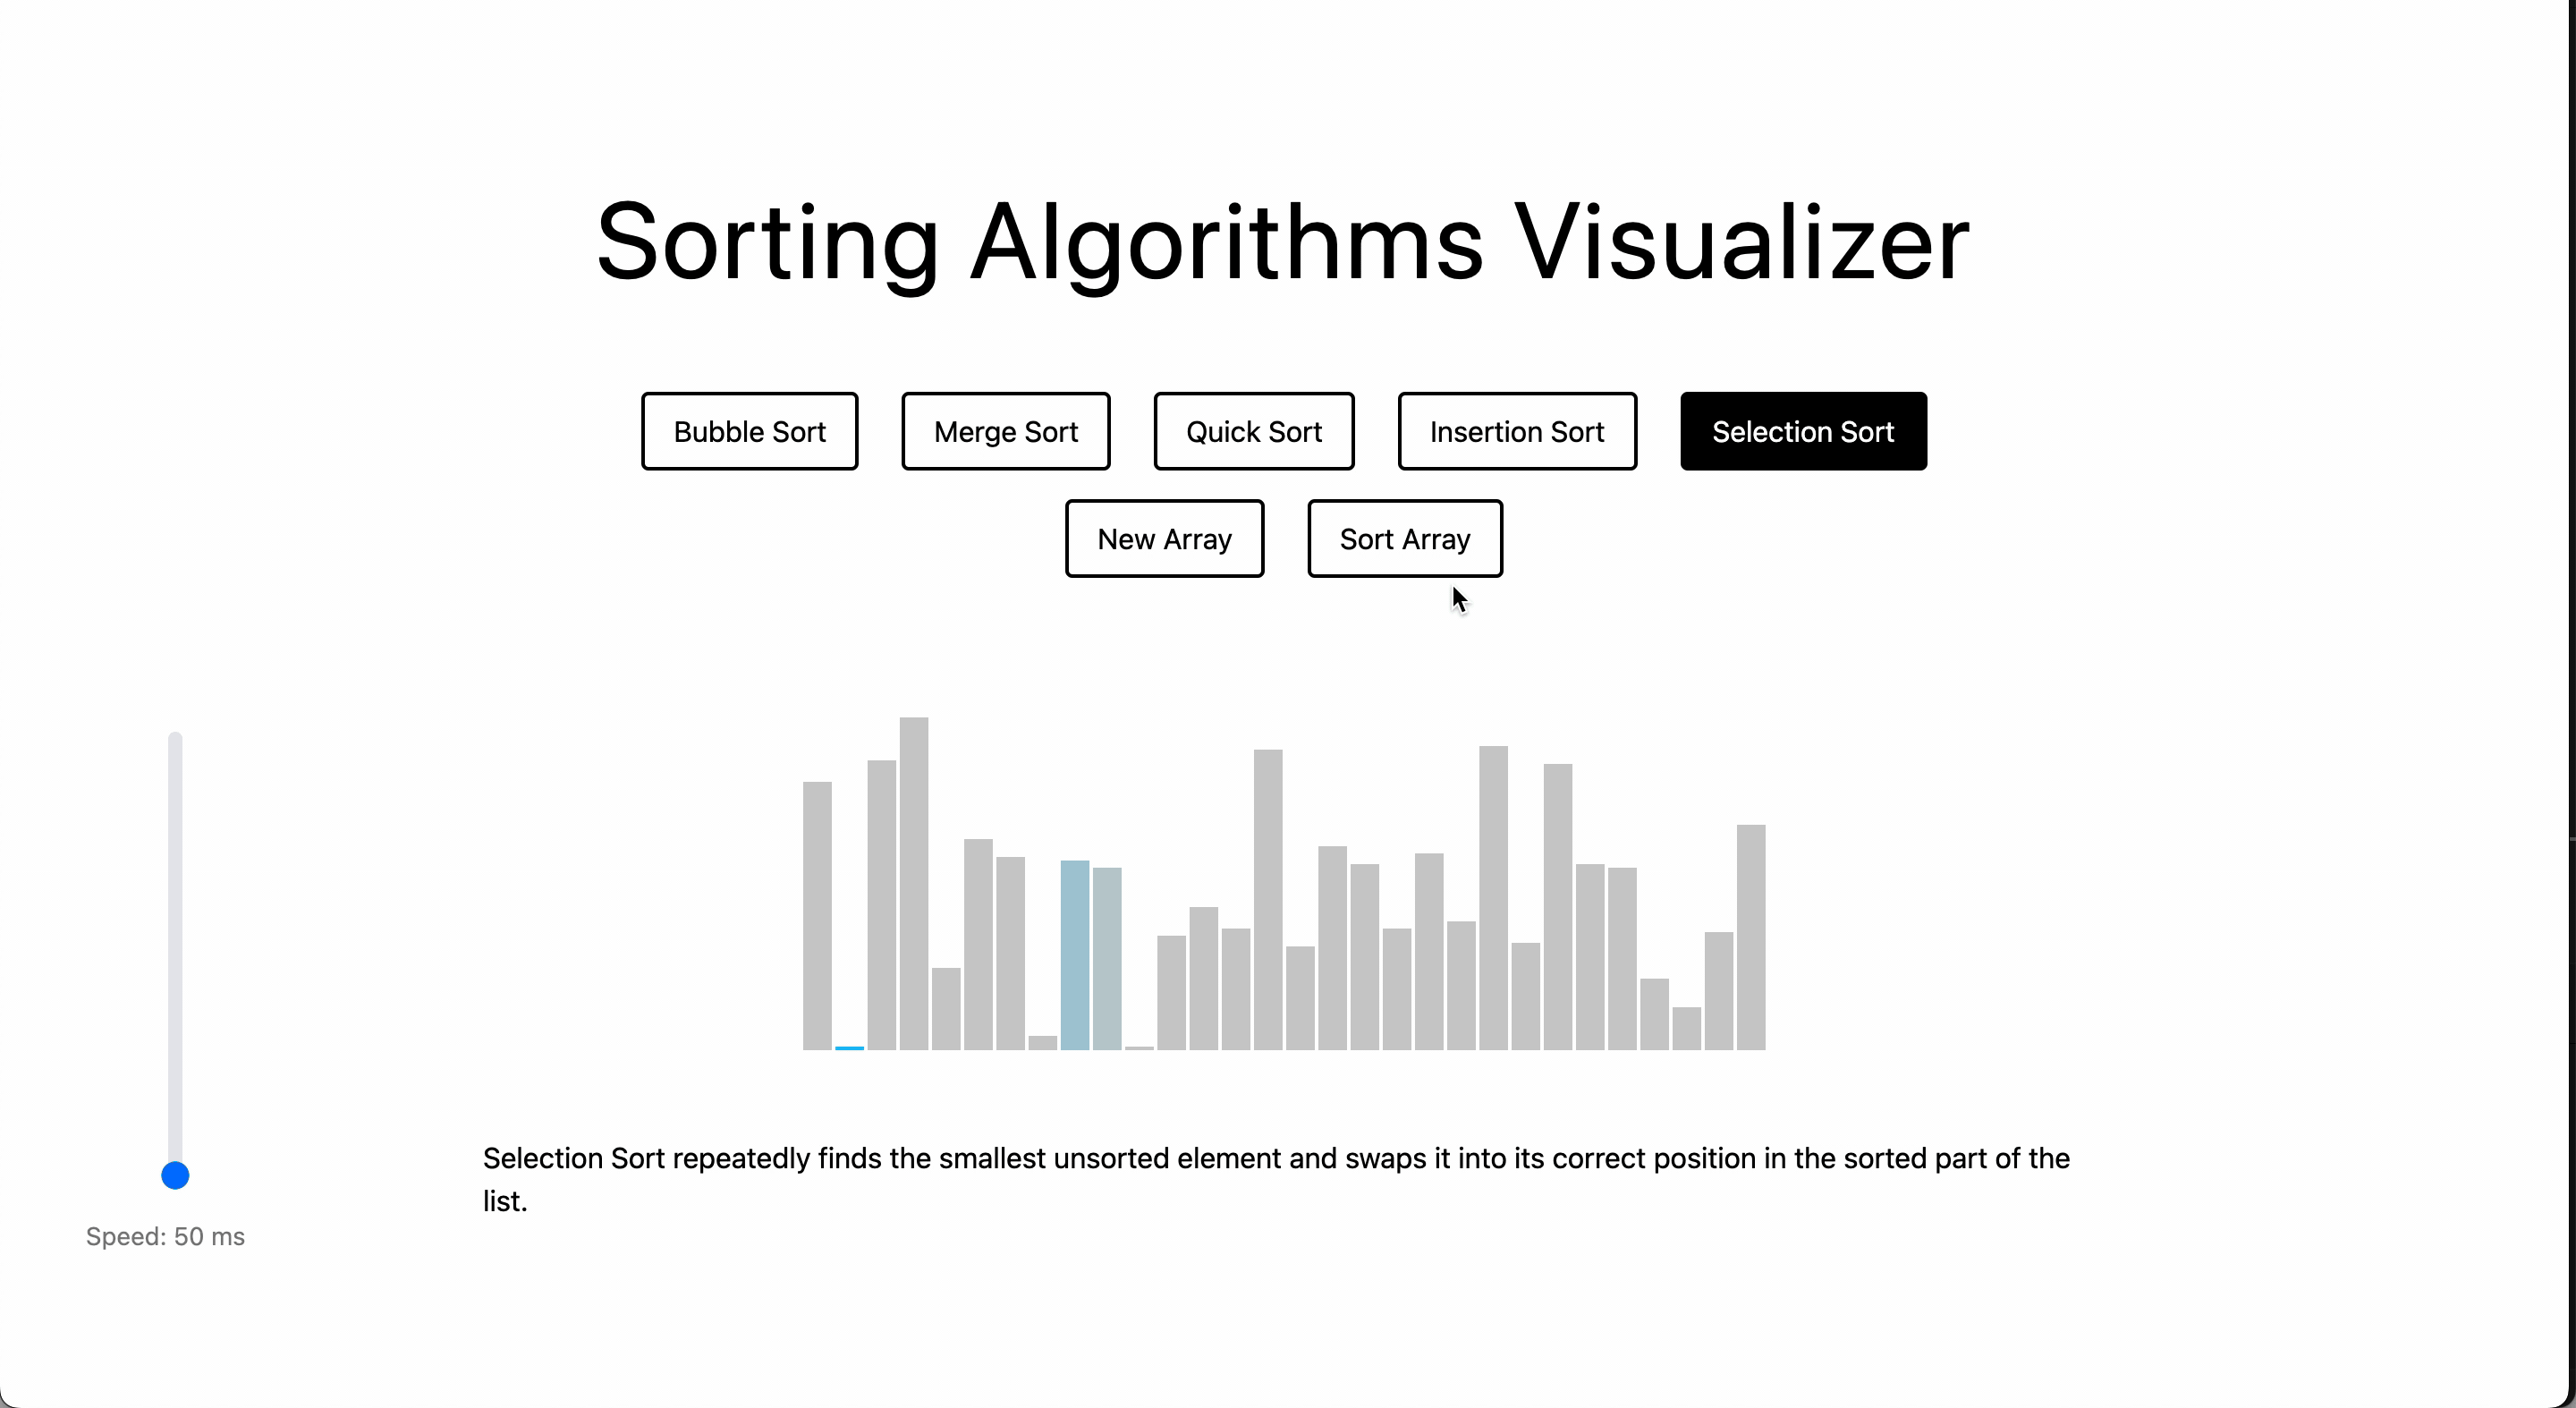 Sorting Algorithms Visualizer
Bubble Sort
Merge Sort
Quick Sort
Insertion Sort
Selection Sort
New Array
Sort Array
Selection Sort repeatedly finds the smallest unsorted element and swaps it into its correct position in the sorted part of the
list.
Speed: 50 ms